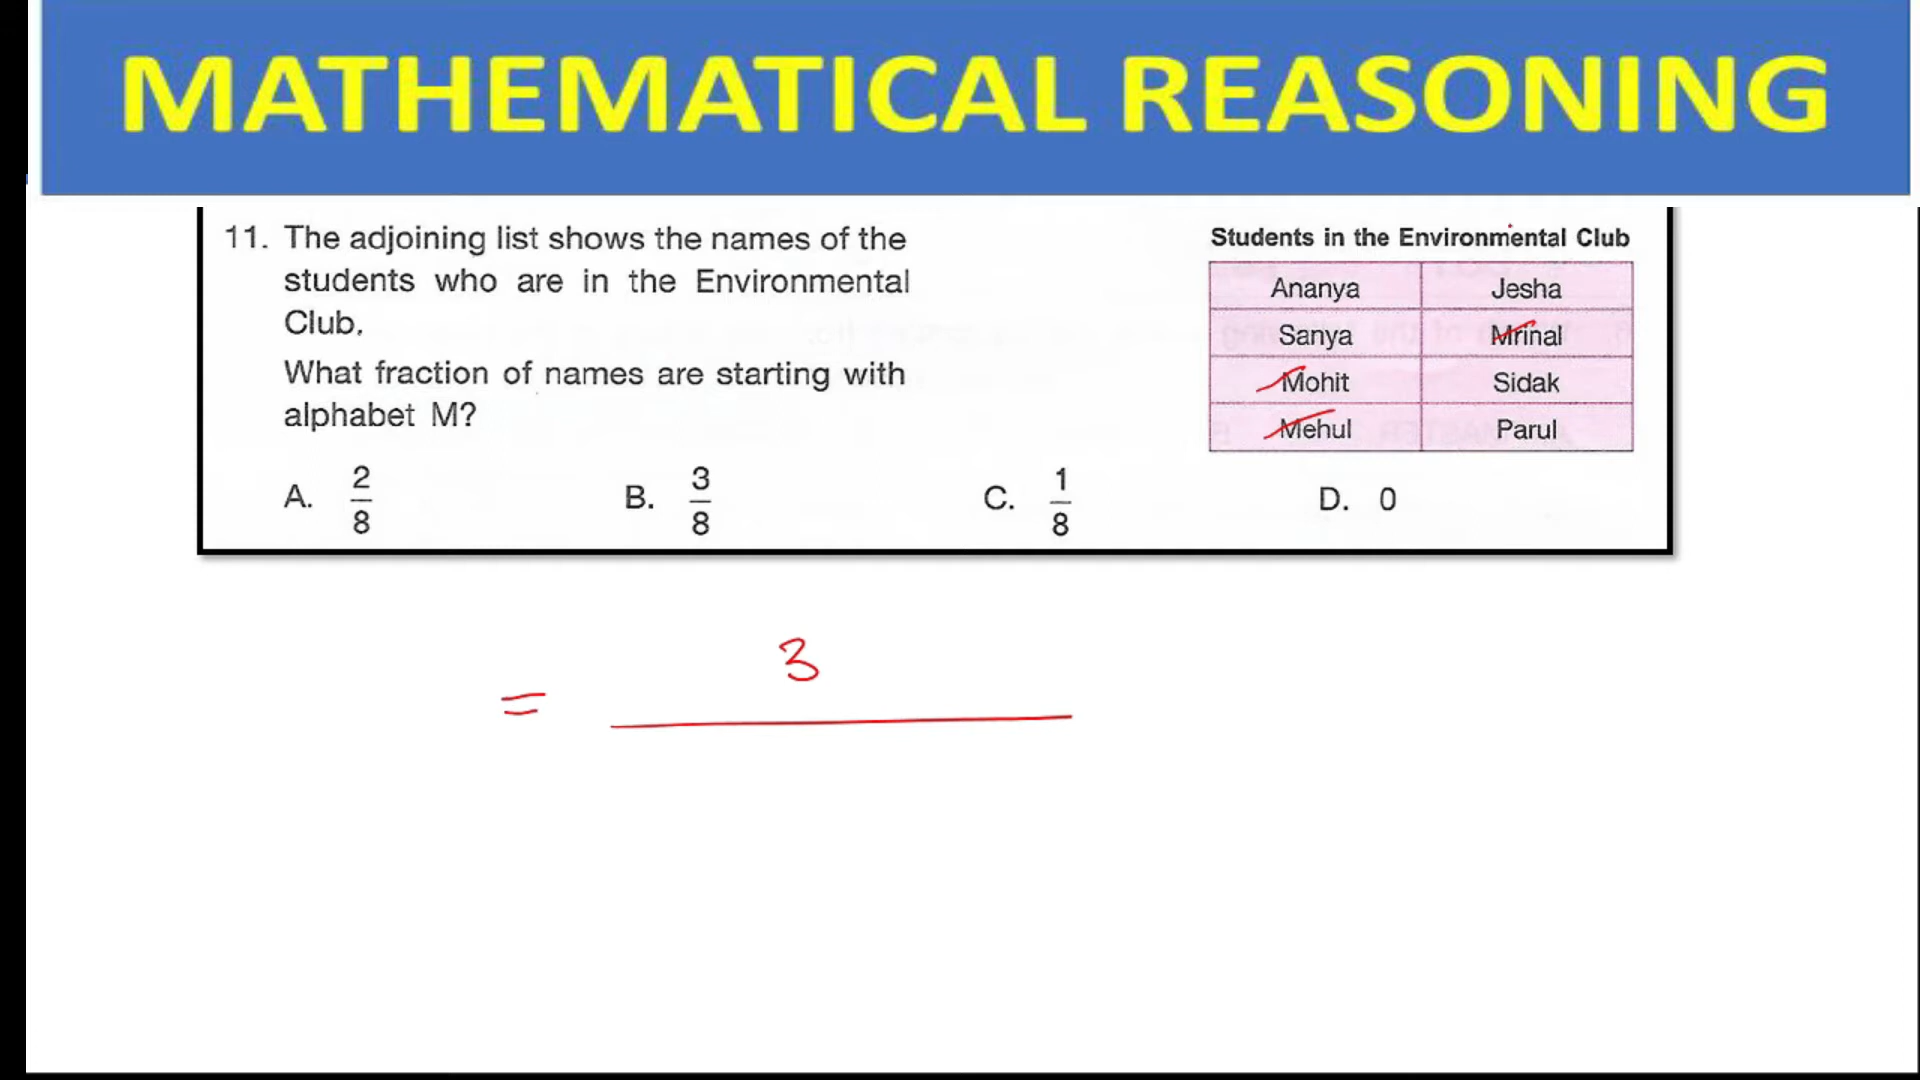 MATHEMATICAL REASONING
11. The adjoining list shows the names of the
students who are in the Environmental
Club.
What fraction of names are starting with
alphabet M?
Students in the Environmental Club
Ananya Jesha
Sanya Mrinal
Mohit Sidak
Mehul Parul
A. 2/8 B. 3/8 C. 1/8 D. 0
= 3